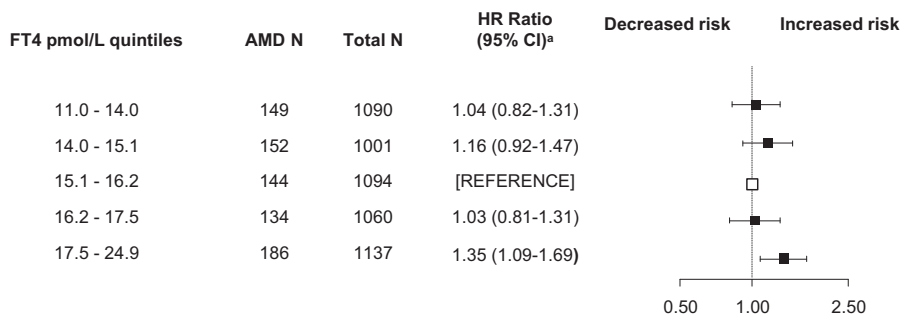 HR Ratio Decreased risk Increased risk
FT4 pmol/L quintiles AMD N Total N (95% CI)ᵃ
11.0 - 14.0 149 1090 1.04 (0.82-1.31)
14.0 - 15.1 152 1001 1.16 (0.92-1.47)
15.1 - 16.2 144 1094 [REFERENCE]
16.2 - 17.5 134 1060 1.03 (0.81-1.31)
17.5 - 24.9 186 1137 1.35 (1.09-1.69)
0.50 1.00 2.50